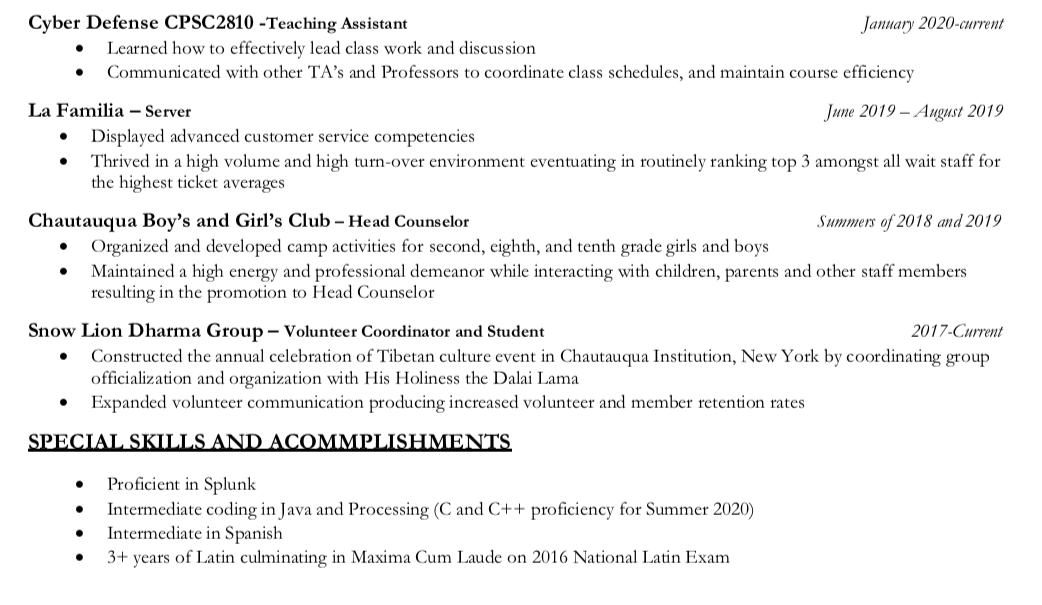 Cyber Defense CPSC2810 -Teaching Assistant January 2020-current
• Learned how to effectively lead class work and discussion
• Communicated with other TA's and Professors to coordinate class schedules, and maintain course efficiency
La Familia – Server June 2019 – August 2019
• Displayed advanced customer service competencies
• Thrived in a high volume and high turn-over environment eventuating in routinely ranking top 3 amongst all wait staff for
the highest ticket averages
Chautauqua Boy's and Girl's Club – Head Counselor Summers of 2018 and 2019
• Organized and developed camp activities for second, eighth, and tenth grade girls and boys
• Maintained a high energy and professional demeanor while interacting with children, parents and other staff members
resulting in the promotion to Head Counselor
Snow Lion Dharma Group – Volunteer Coordinator and Student 2017-Current
• Constructed the annual celebration of Tibetan culture event in Chautauqua Institution, New York by coordinating group
officialization and organization with His Holiness the Dalai Lama
• Expanded volunteer communication producing increased volunteer and member retention rates
SPECIAL SKILLS AND ACOMMPLISHMENTS
• Proficient in Splunk
• Intermediate coding in Java and Processing (C and C++ proficiency for Summer 2020)
• Intermediate in Spanish
• 3+ years of Latin culminating in Maxima Cum Laude on 2016 National Latin Exam